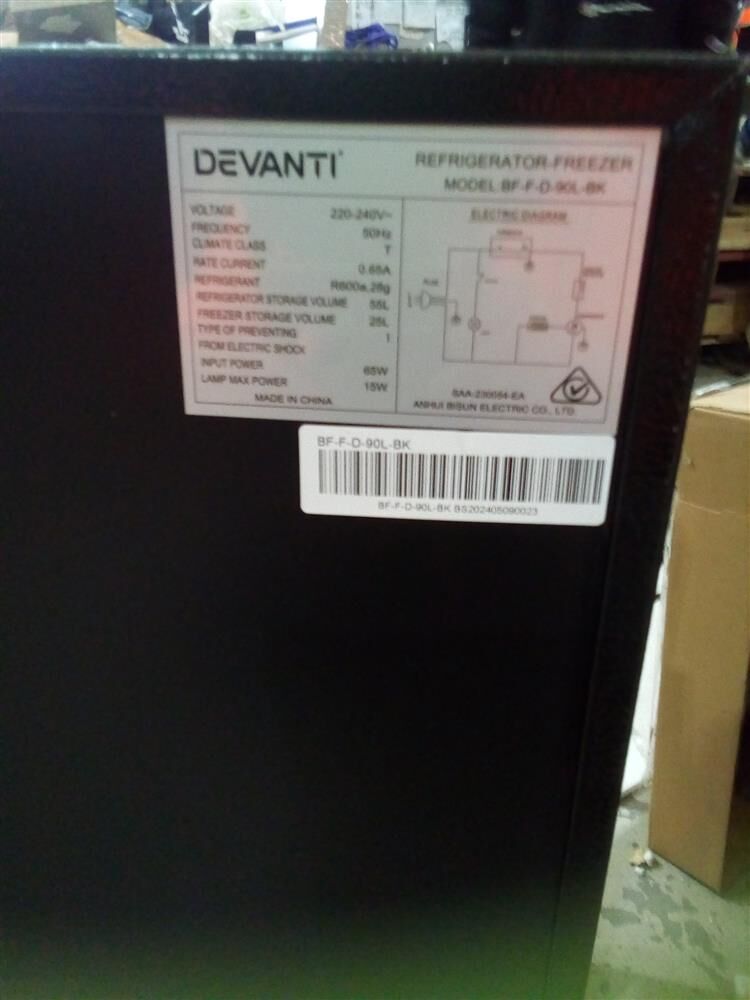 DEVANTI
REFRIGERATOR-FREEZER
MODEL BF-F-D-90L-BK
VOLTAGE 220-240V~
FREQUENCY 50Hz
CLIMATE CLASS T
RATE CURRENT 0.65A
REFRIGERANT R600a,28g
REFRIGERATOR STORAGE VOLUME 55L
FREEZER STORAGE VOLUME 25L
TYPE OF PREVENTING I
FROM ELECTRIC SHOCK
INPUT POWER 65W
LAMP MAX POWER 15W
MADE IN CHINA
ELECTRIC DIAGRAM
SAA-230054-EA
ANHUI BISUN ELECTRIC CO., LTD.
BF-F-D-90L-BK
BF-F-D-90L-BK BS202405090023